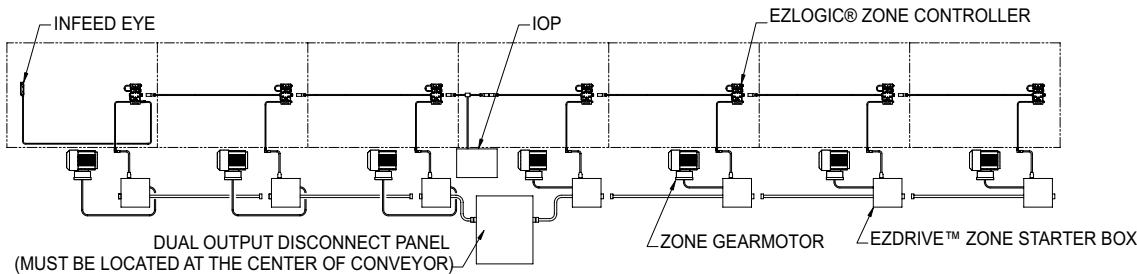 INFEED EYE
IOP
EZLOGIC® ZONE CONTROLLER
DUAL OUTPUT DISCONNECT PANEL
(MUST BE LOCATED AT THE CENTER OF CONVEYOR)
ZONE GEARMOTOR
EZDRIVE™ ZONE STARTER BOX